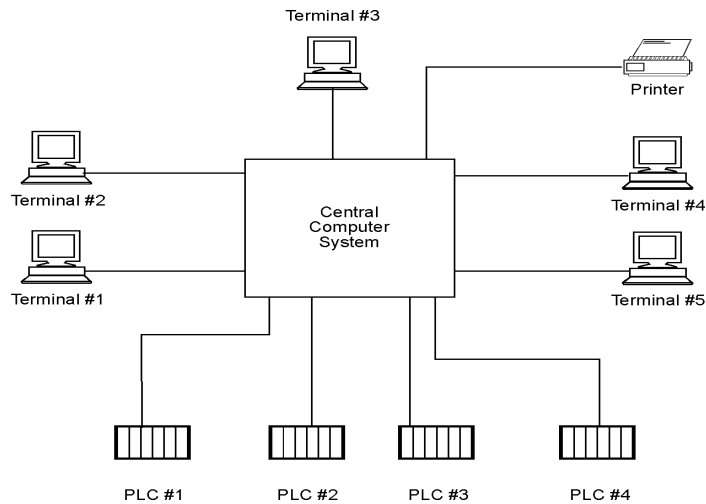 Terminal #3
Printer
Terminal #2
Terminal #4
Central
Computer
System
Terminal #1
Terminal #5
PLC #1
PLC #2
PLC #3
PLC #4